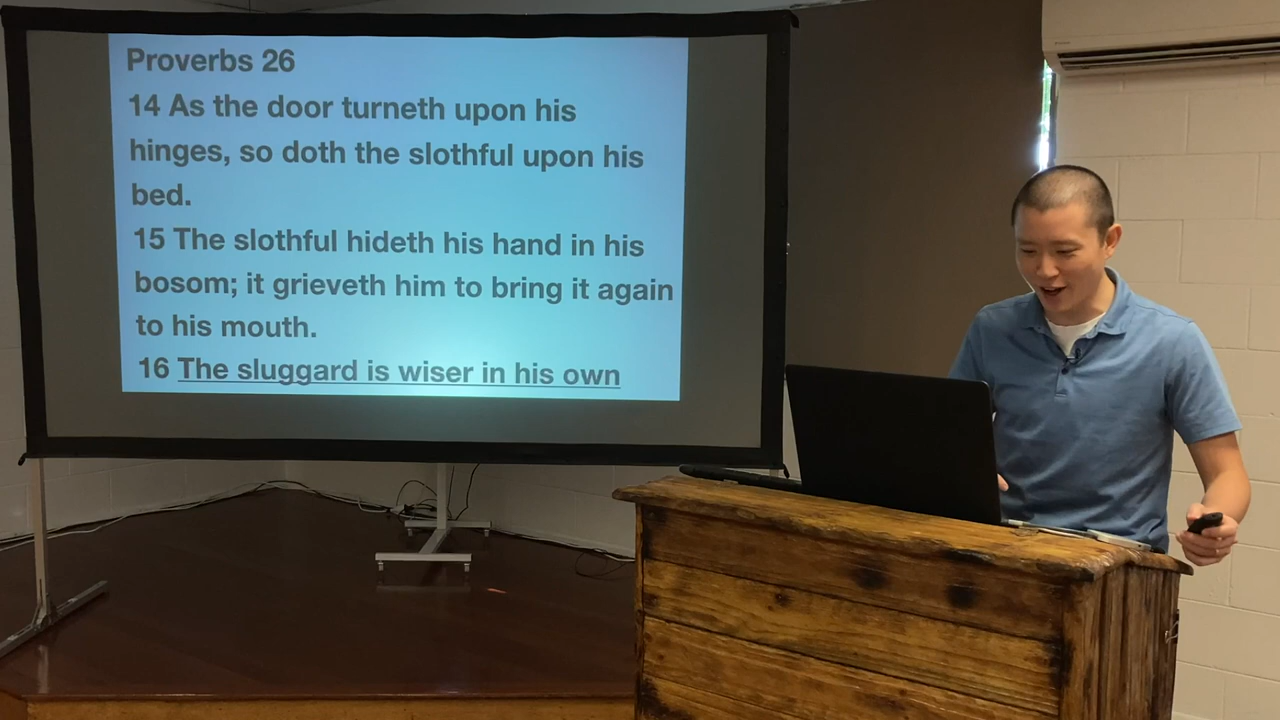 Proverbs 26
14 As the door turneth upon his
hinges, so doth the slothful upon his
bed.
15 The slothful hideth his hand in his
bosom; it grieveth him to bring it again
to his mouth.
16 The sluggard is wiser in his own